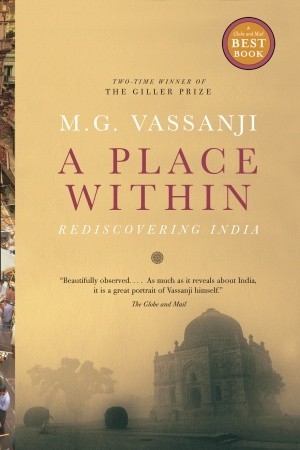 A
Globe and Mail
BEST
BOOK
TWO-TIME WINNER OF
THE GILLER PRIZE
M.G. VASSANJI
A PLACE
WITHIN
REDISCOVERING INDIA
"Beautifully observed. . . . As much as it reveals about India,
it is a great portrait of Vassanji himself."
The Globe and Mail